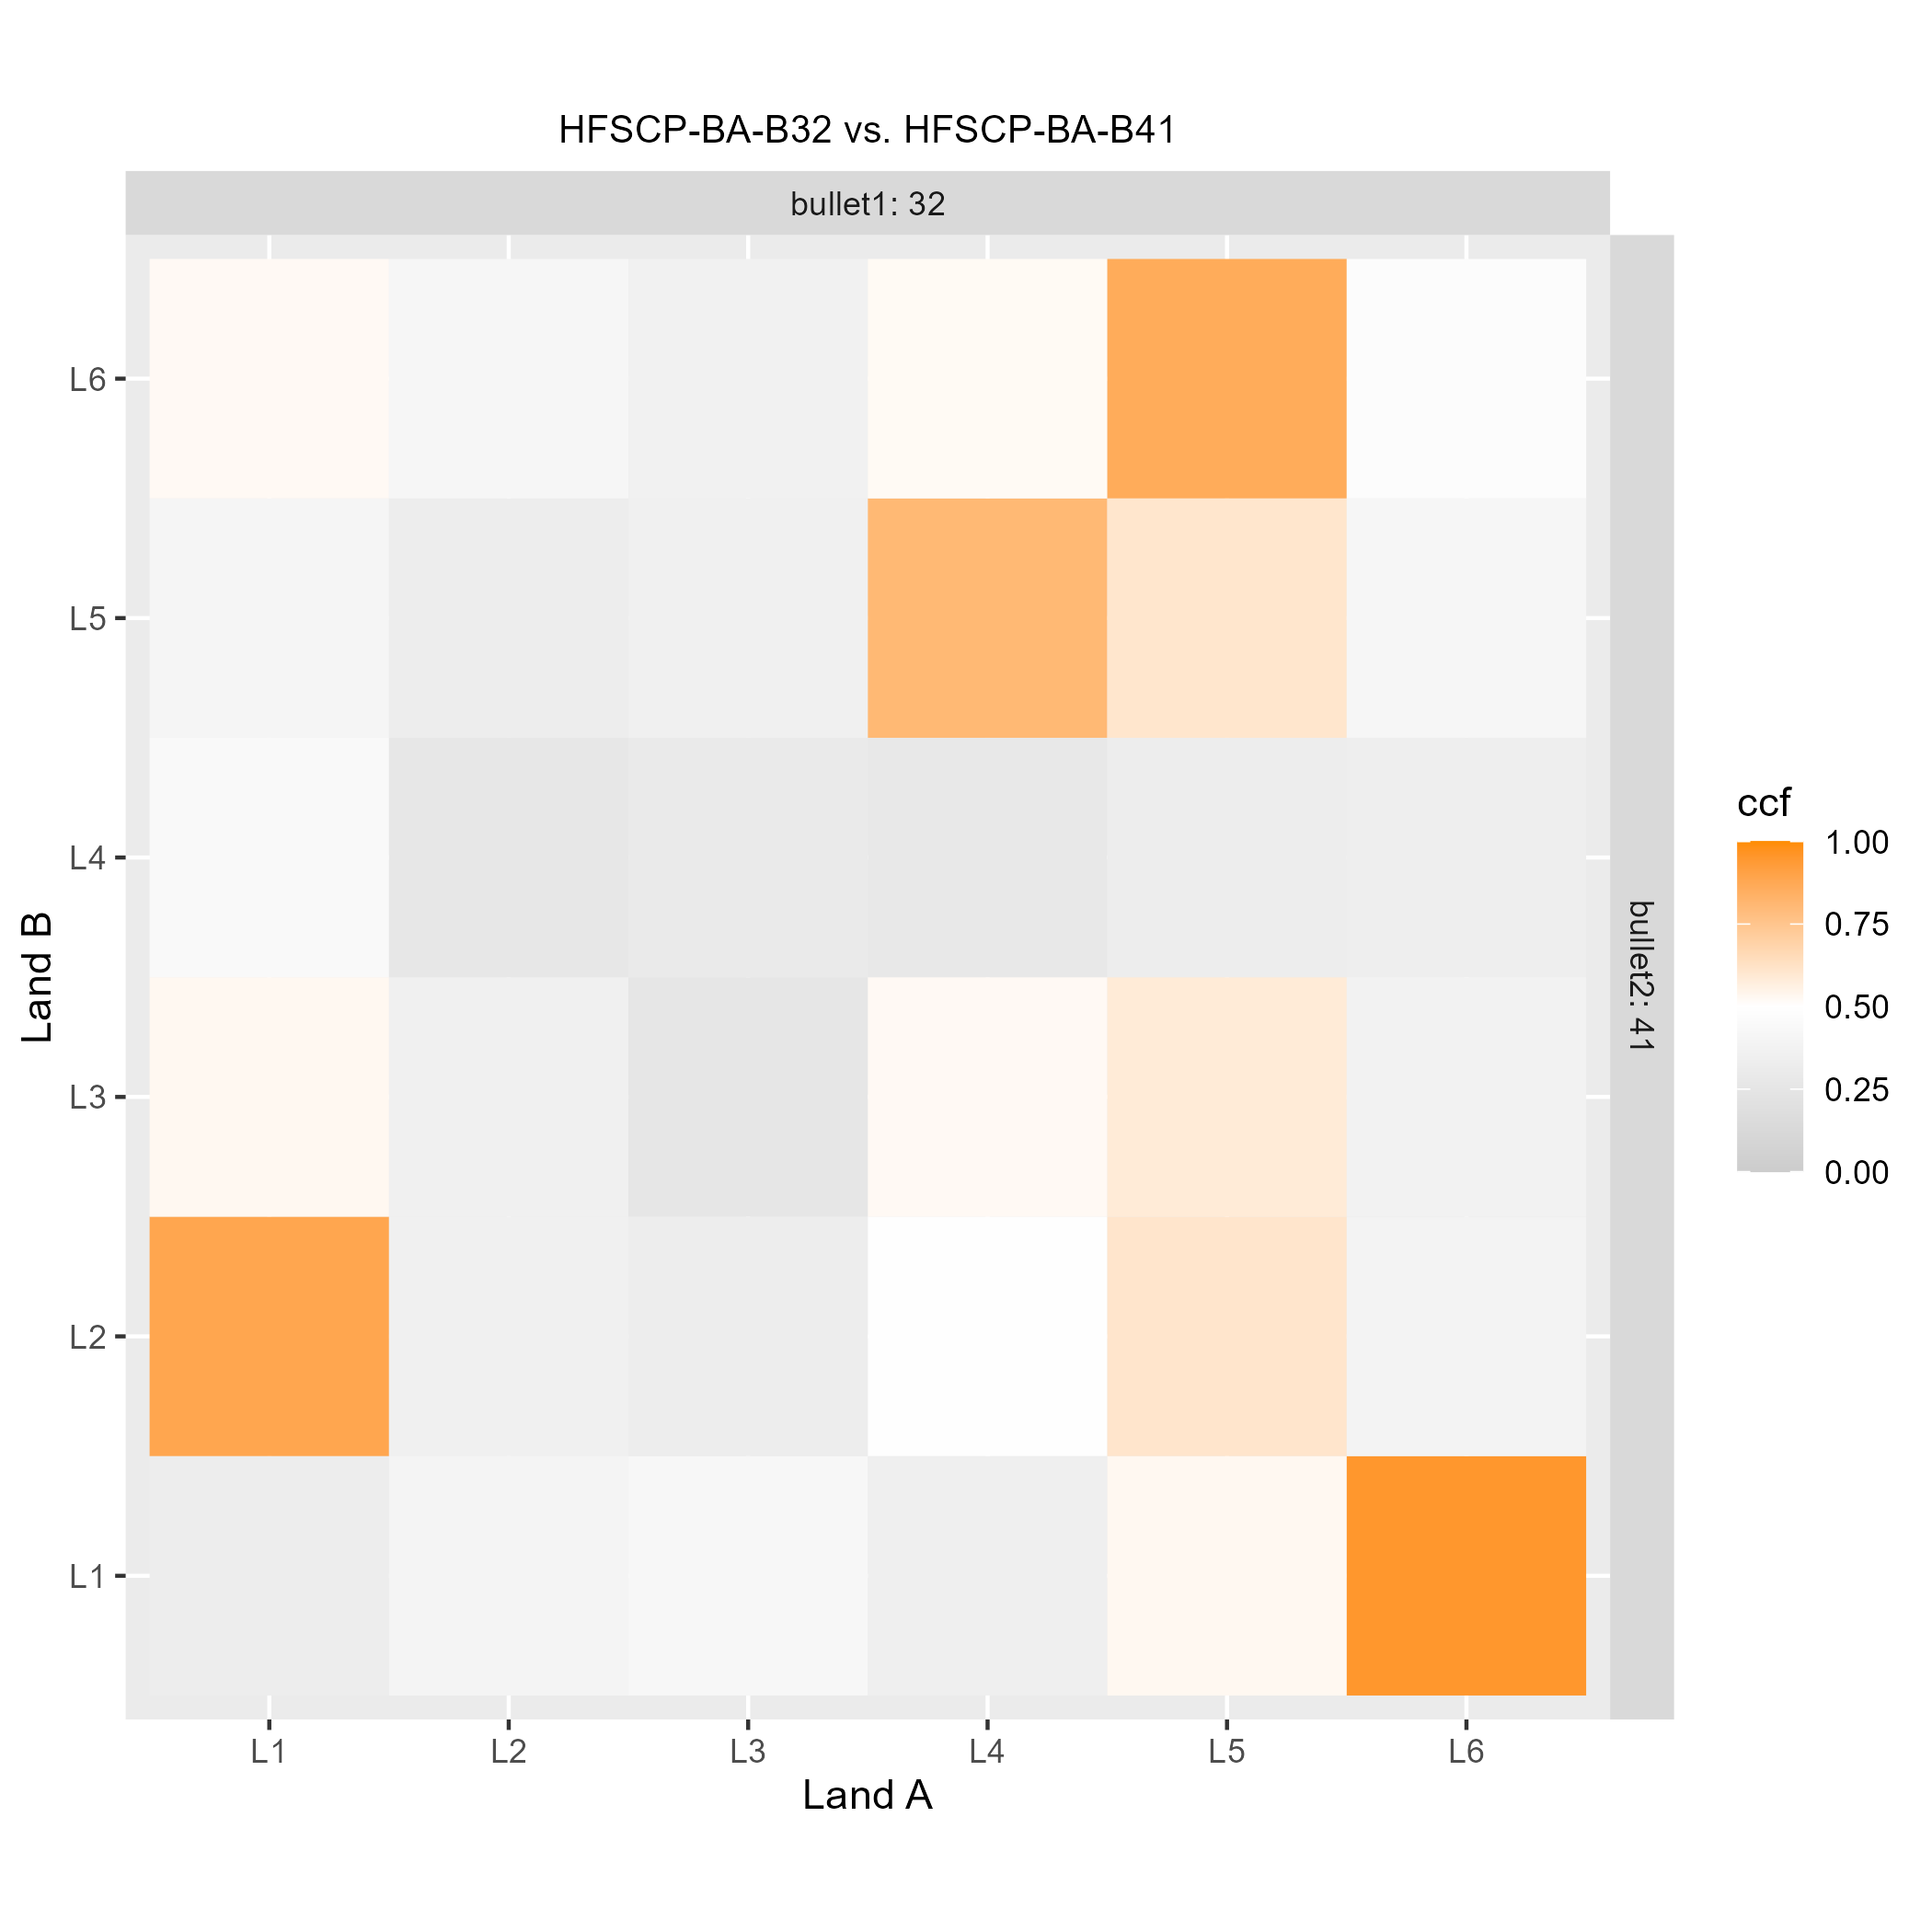 HFSCP-BA-B32 vs. HFSCP-BA-B41
bullet1: 32
L6
L5
L4
L3
L2
L1
Land B
bullet2: 41
L1
L2
L3
L4
L5
L6
Land A
ccf
1.00
0.75
0.50
0.25
0.00